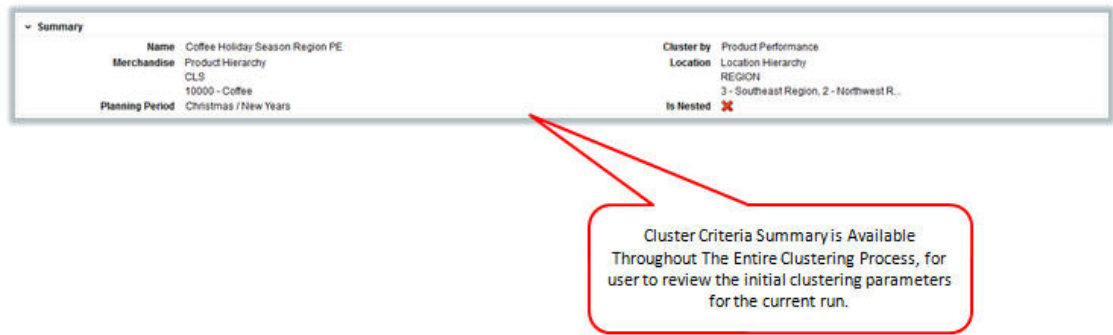 Summary
Name Coffee Holiday Season Region PE Cluster by Product Performance
Merchandise Product Hierarchy Location Location Hierarchy
CLS REGION
10000 - Coffee 3 - Southeast Region, 2 - Northwest R...
Planning Period Christmas / New Years Is Nested
Cluster Criteria Summary is Available
Throughout The Entire Clustering Process, for
user to review the initial clustering parameters
for the current run.